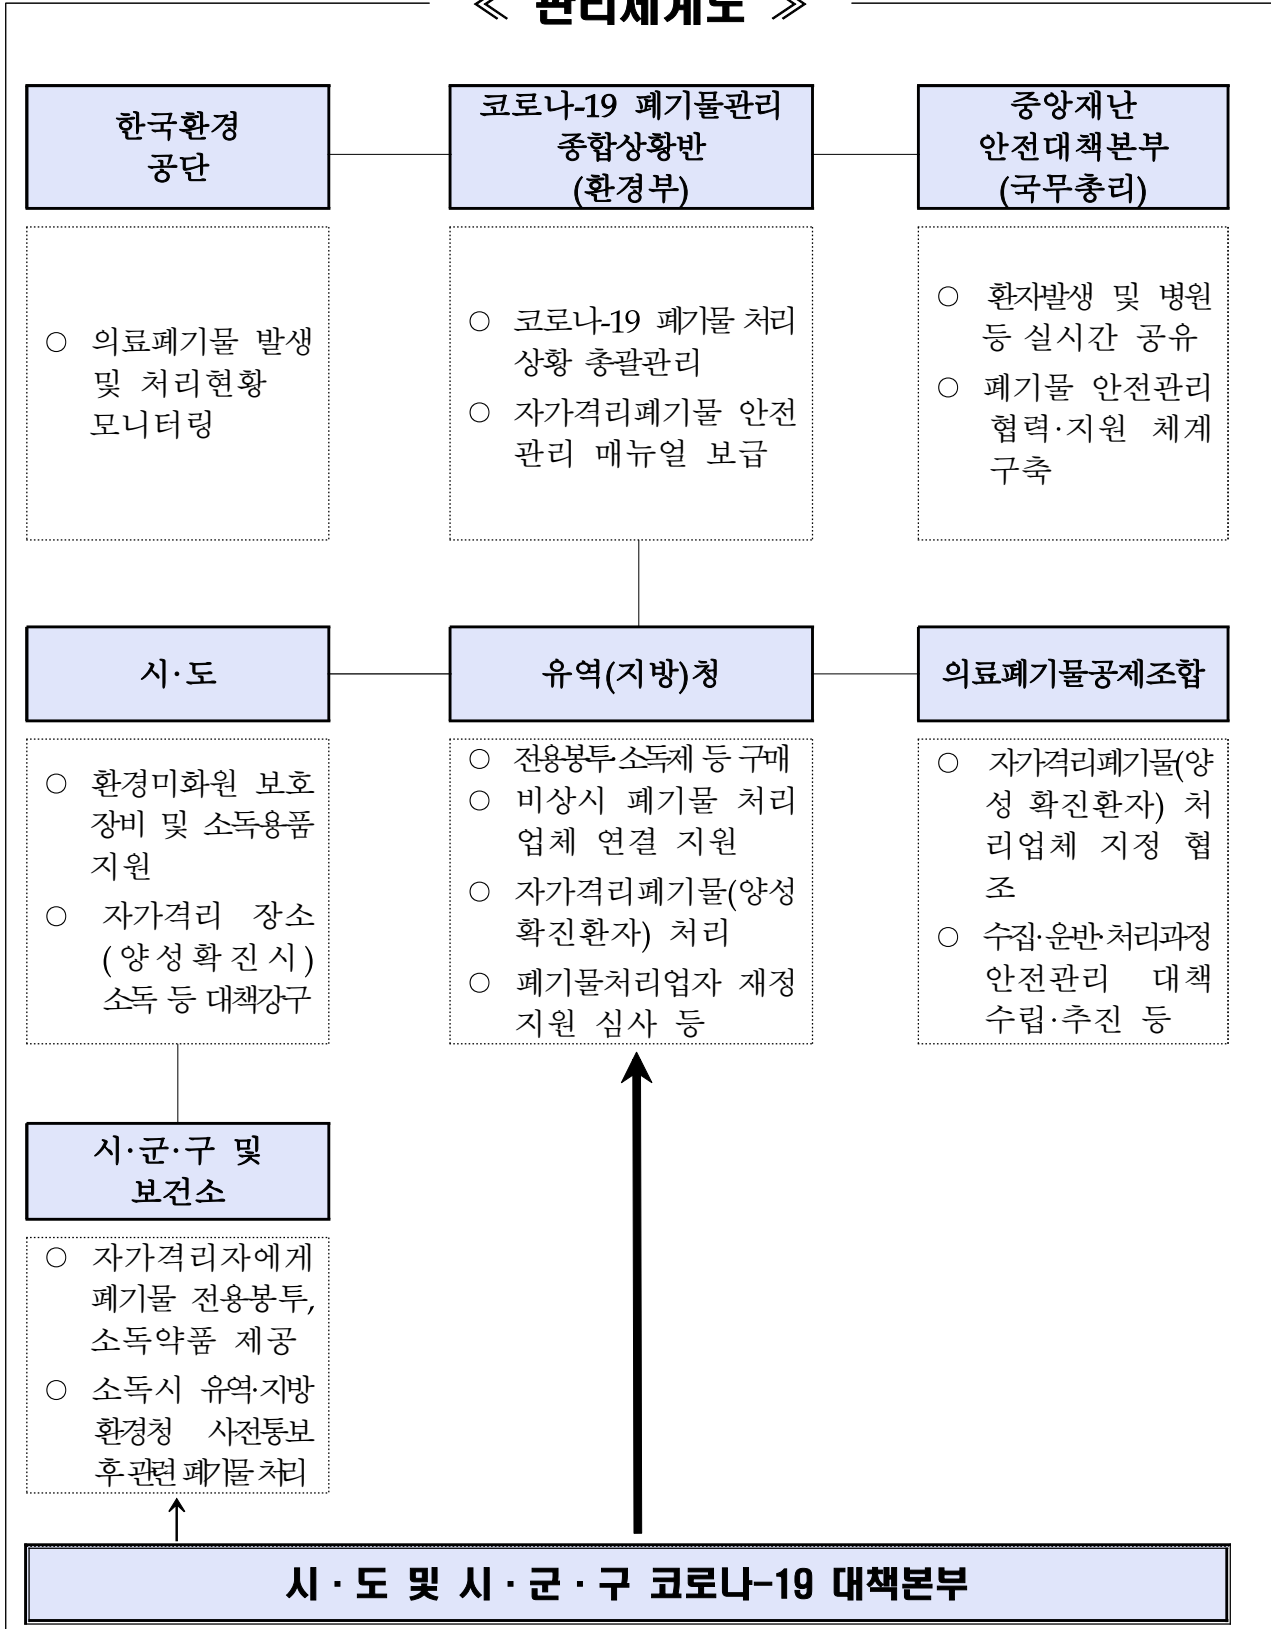 ≪ 관리체계도 ≫
한국환경
공단
코로나-19 폐기물관리
종합상황반
(환경부)
중앙재난
안전대책본부
(국무총리)
○ 의료폐기물 발생
및 처리현황
모니터링
○ 코로나-19 폐기물 처리
상황 총괄관리
○ 자가격리폐기물 안전
관리 매뉴얼 보급
○ 환자발생 및 병원
등 실시간 공유
○ 폐기물 안전관리
협력·지원 체계
구축
시·도
유역(지방)청
의료폐기물공제조합
○ 환경미화원 보호
장비 및 소독용품
지원
○ 자가격리 장소
(양성확진시)
소독 등 대책강구
○ 전용봉투·소독제 등 구매
○ 비상시 폐기물 처리
업체 연결 지원
○ 자가격리폐기물(양성
확진환자) 처리
○ 폐기물처리업자 재정
지원 심사 등
○ 자가격리폐기물(양
성 확진환자) 처
리업체 지정 협
조
○ 수집·운반·처리과정
안전관리 대책
수립·추진 등
시·군·구 및
보건소
○ 자가격리자에게
폐기물 전용봉투,
소독약품 제공
○ 소독시 유역·지방
환경청 사전통보
후 관련 폐기물 처리
시·도 및 시·군·구 코로나-19 대책본부